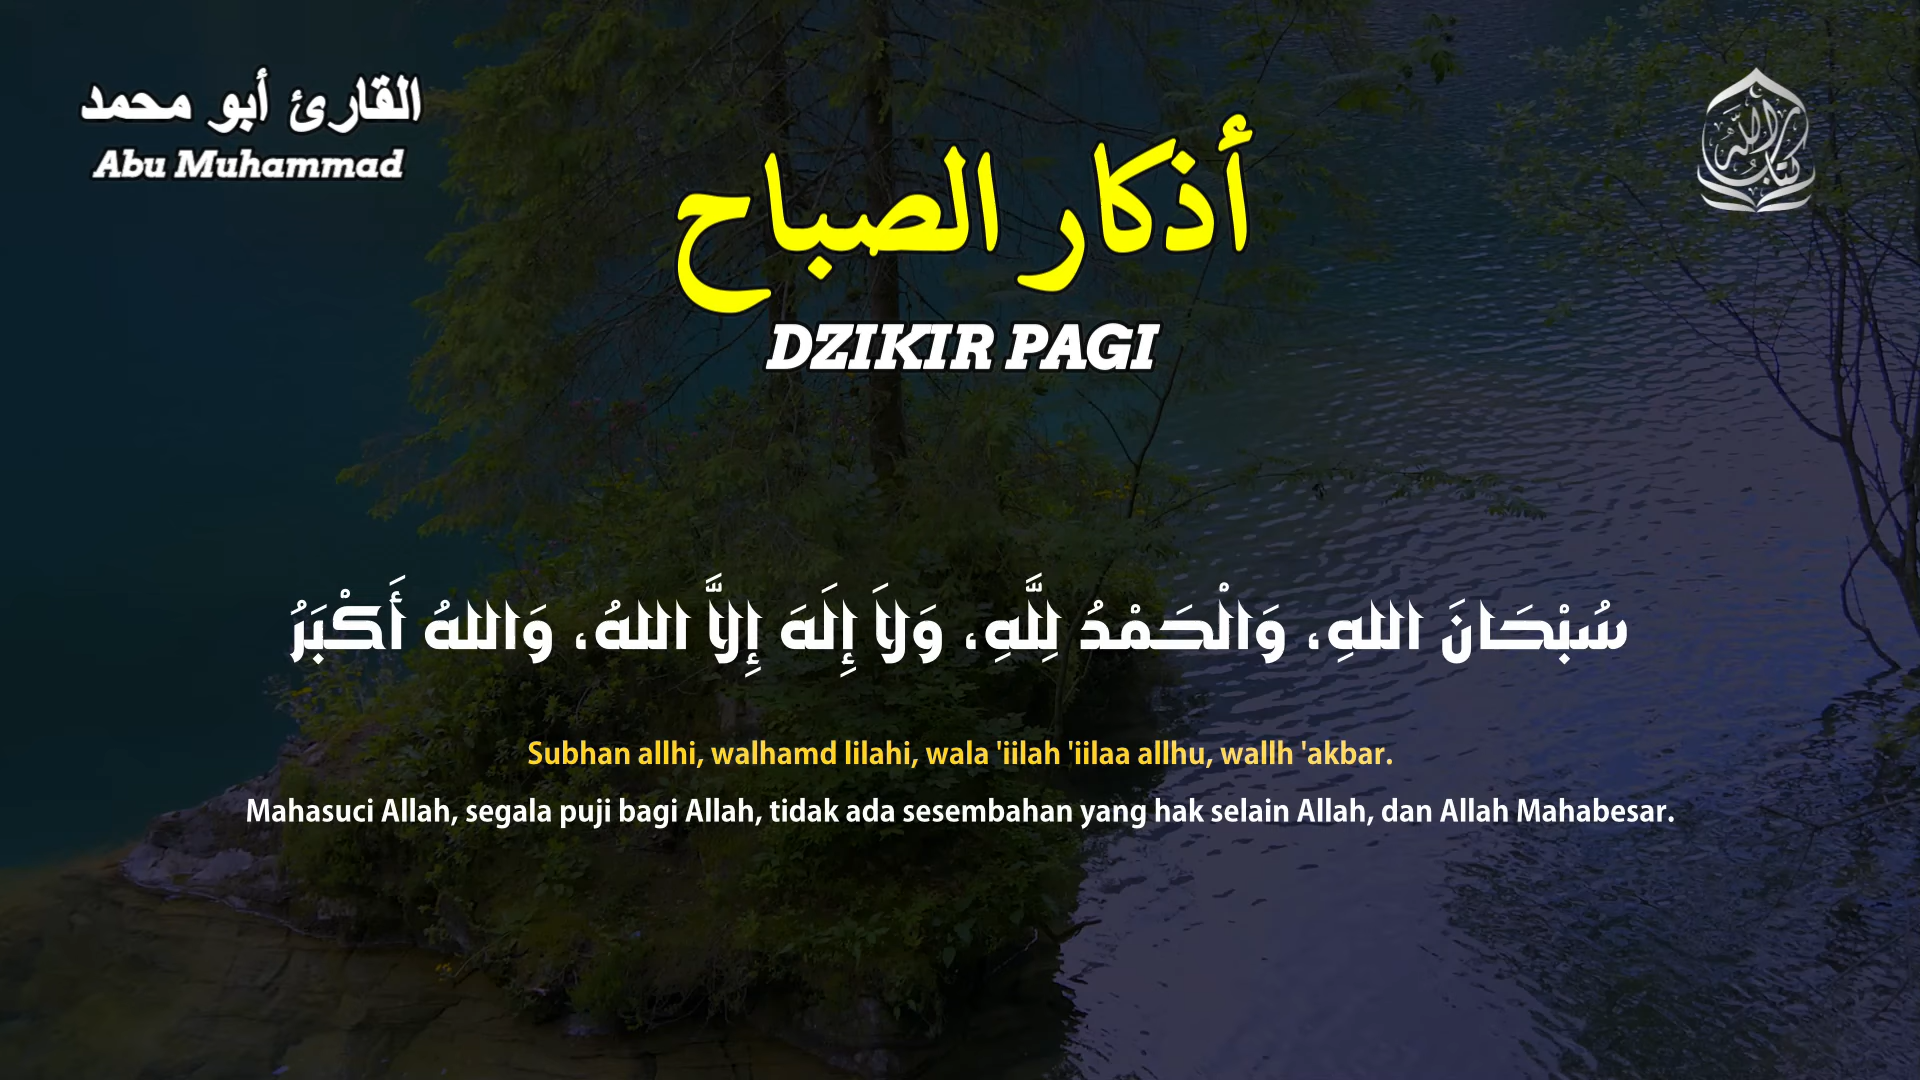 القارئ أبو محمد
Abu Muhammad
كتاب الله
أذكار الصباح
DZIKIR PAGI
سُبْحَانَ اللهِ، وَالْحَمْدُ لِلَّهِ، وَلاَ إِلَهَ إِلاَّ اللهُ، وَاللهُ أَكْبَرُ
Subhan allhi, walhamd lilahi, wala 'iilah 'iilaa allhu, wallh 'akbar.
Mahasuci Allah, segala puji bagi Allah, tidak ada sesembahan yang hak selain Allah, dan Allah Mahabesar.